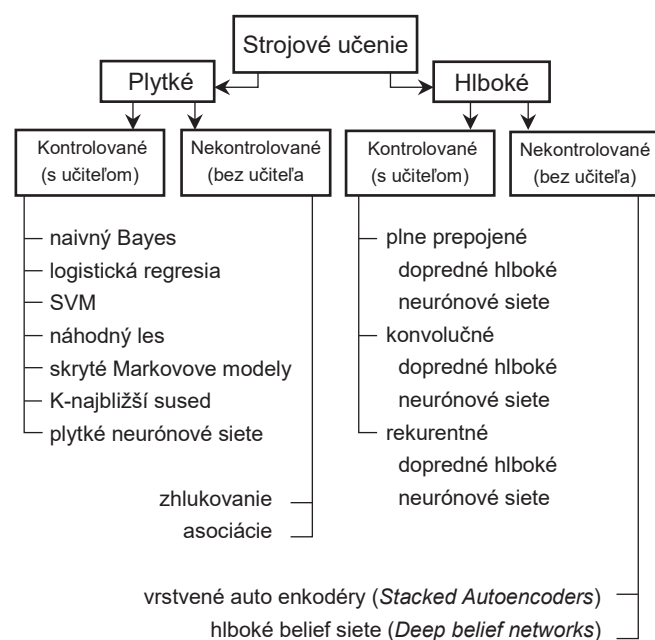 Strojové učenie
Plytké
Hlboké
Kontrolované
(s učiteľom)
Nekontrolované
(bez učiteľa
Kontrolované
(s učiteľom)
Nekontrolované
(bez učiteľa)
naivný Bayes
logistická regresia
SVM
náhodný les
skryté Markovove modely
K-najbližší sused
plytké neurónové siete
zhlukovanie
asociácie
plne prepojené
dopredné hlboké
neurónové siete
konvolučné
dopredné hlboké
neurónové siete
rekurentné
dopredné hlboké
neurónové siete
vrstvené auto enkodéry (Stacked Autoencoders)
hlboké belief siete (Deep belief networks)